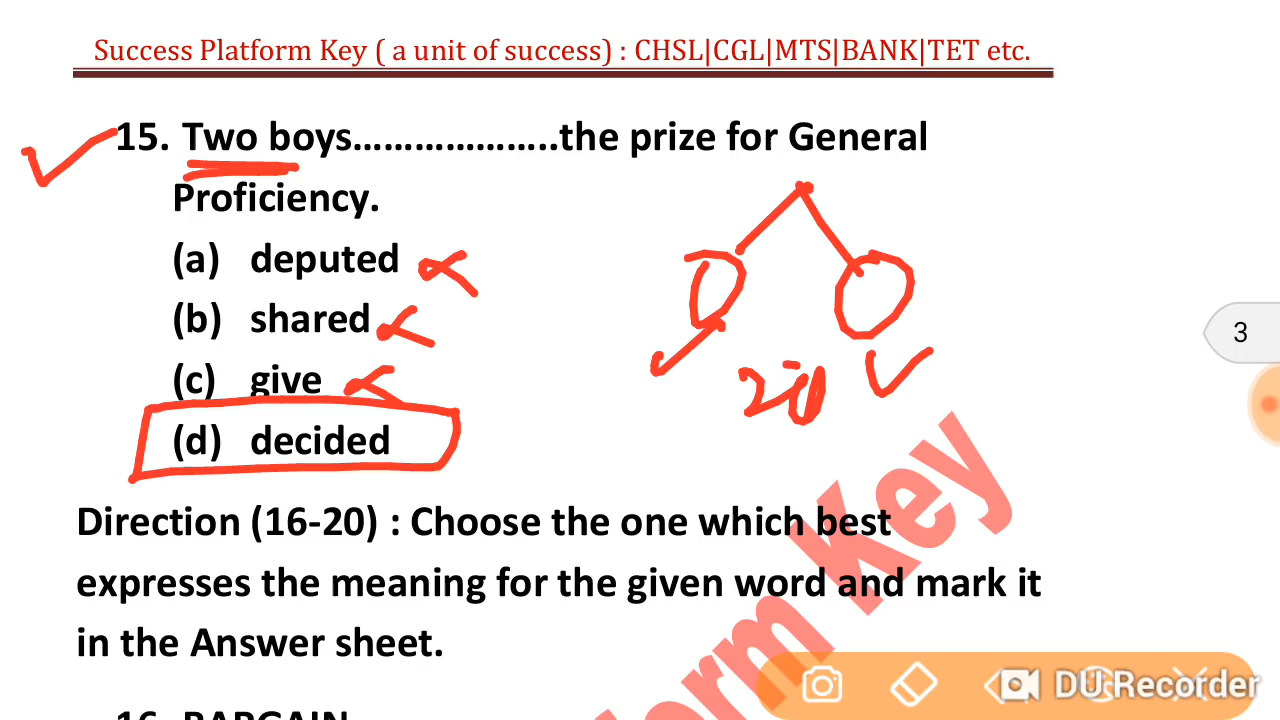 Success Platform Key ( a unit of success) : CHSL|CGL|MTS|BANK|TET etc.
15. Two boys………………..the prize for General
Proficiency.
(a) deputed
(b) shared
(c) give
(d) decided
3
Direction (16-20) : Choose the one which best
expresses the meaning for the given word and mark it
in the Answer sheet.
16. BARGAIN
Key
DU Recorder